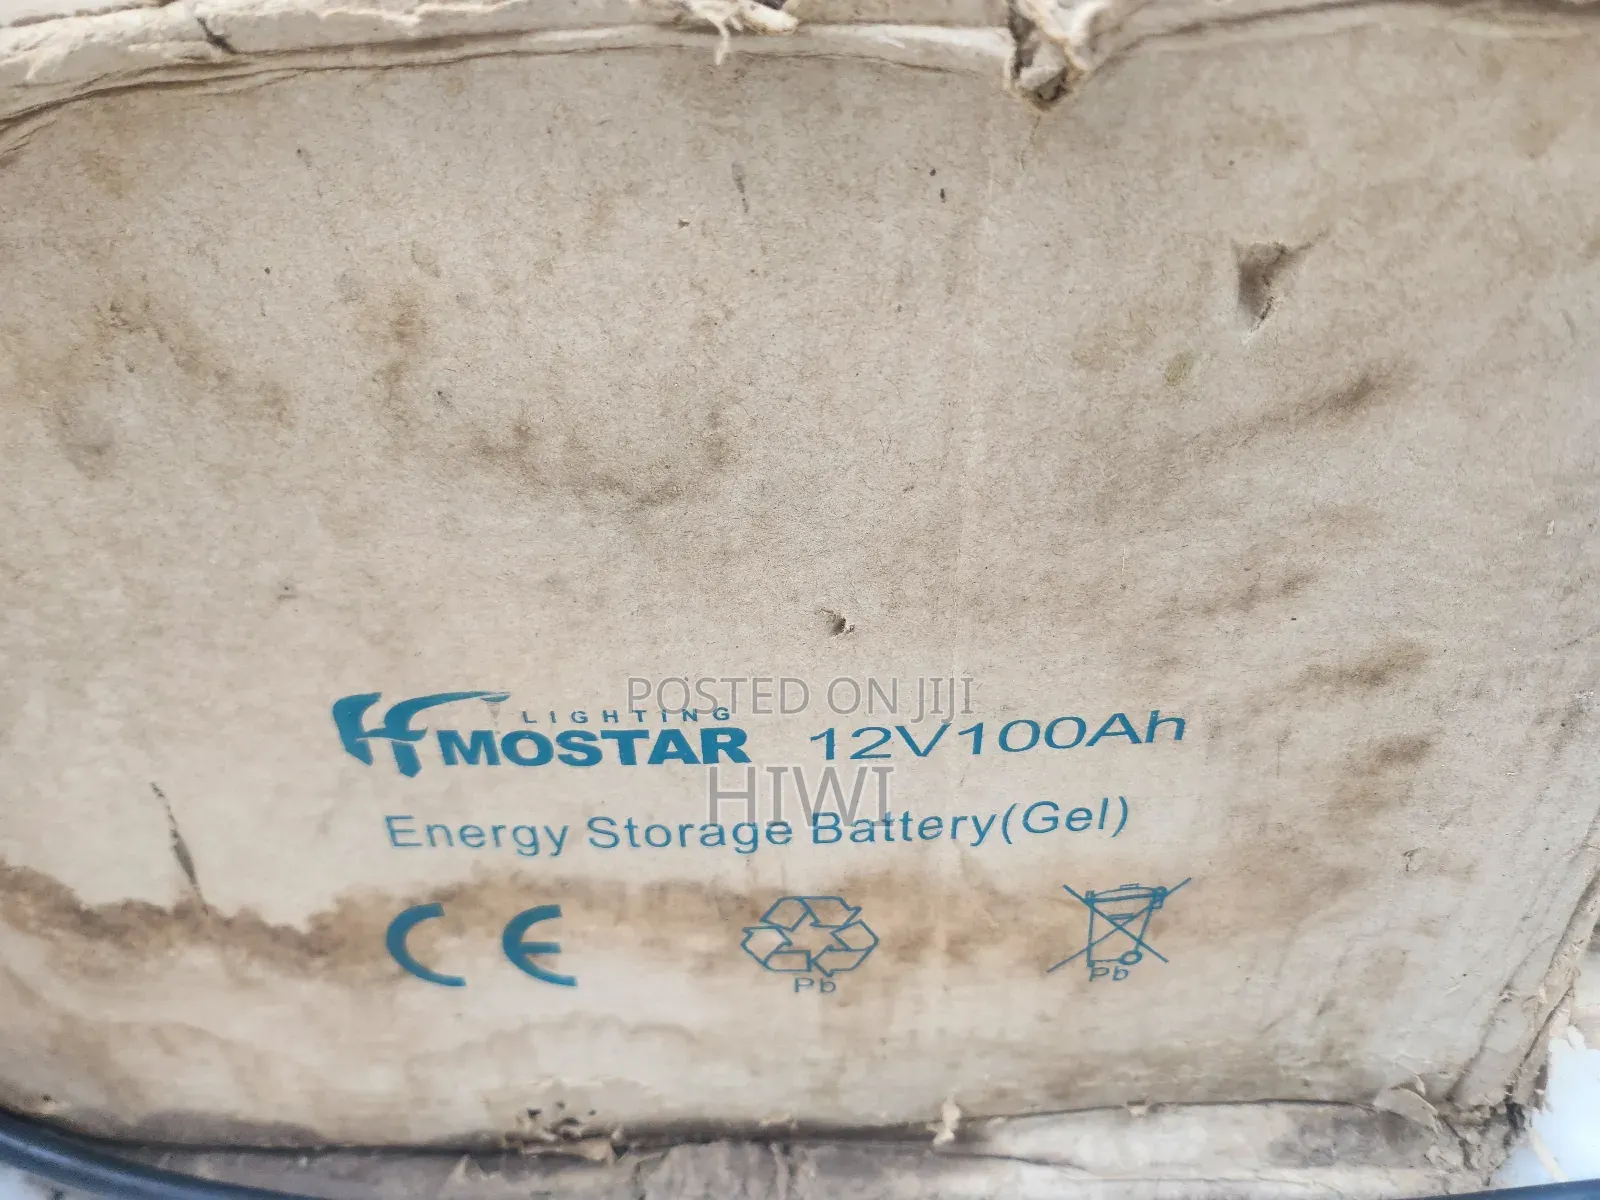 POSTED ON JIJI
LIGHTING
MOSTAR 12V100Ah
HIWI
Energy Storage Battery(Gel)
CE
Pb Pb